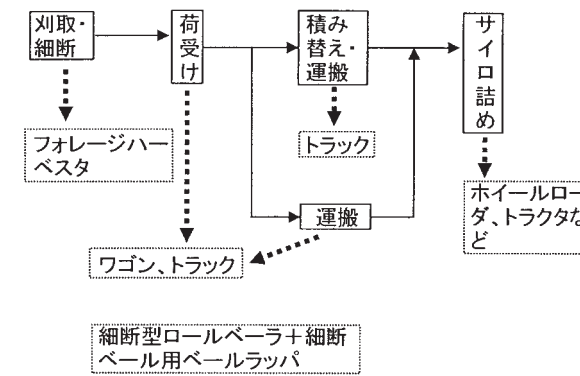 刈取・
細断
荷
受
け
積み
替え・
運搬
サ
イ
ロ
詰
め
フォレージハー
ベスタ
トラック
ホイールロー
ダ、トラクタな
ど
運搬
ワゴン、トラック
細断型ロールベーラ＋細断
ベール用ベールラッパ